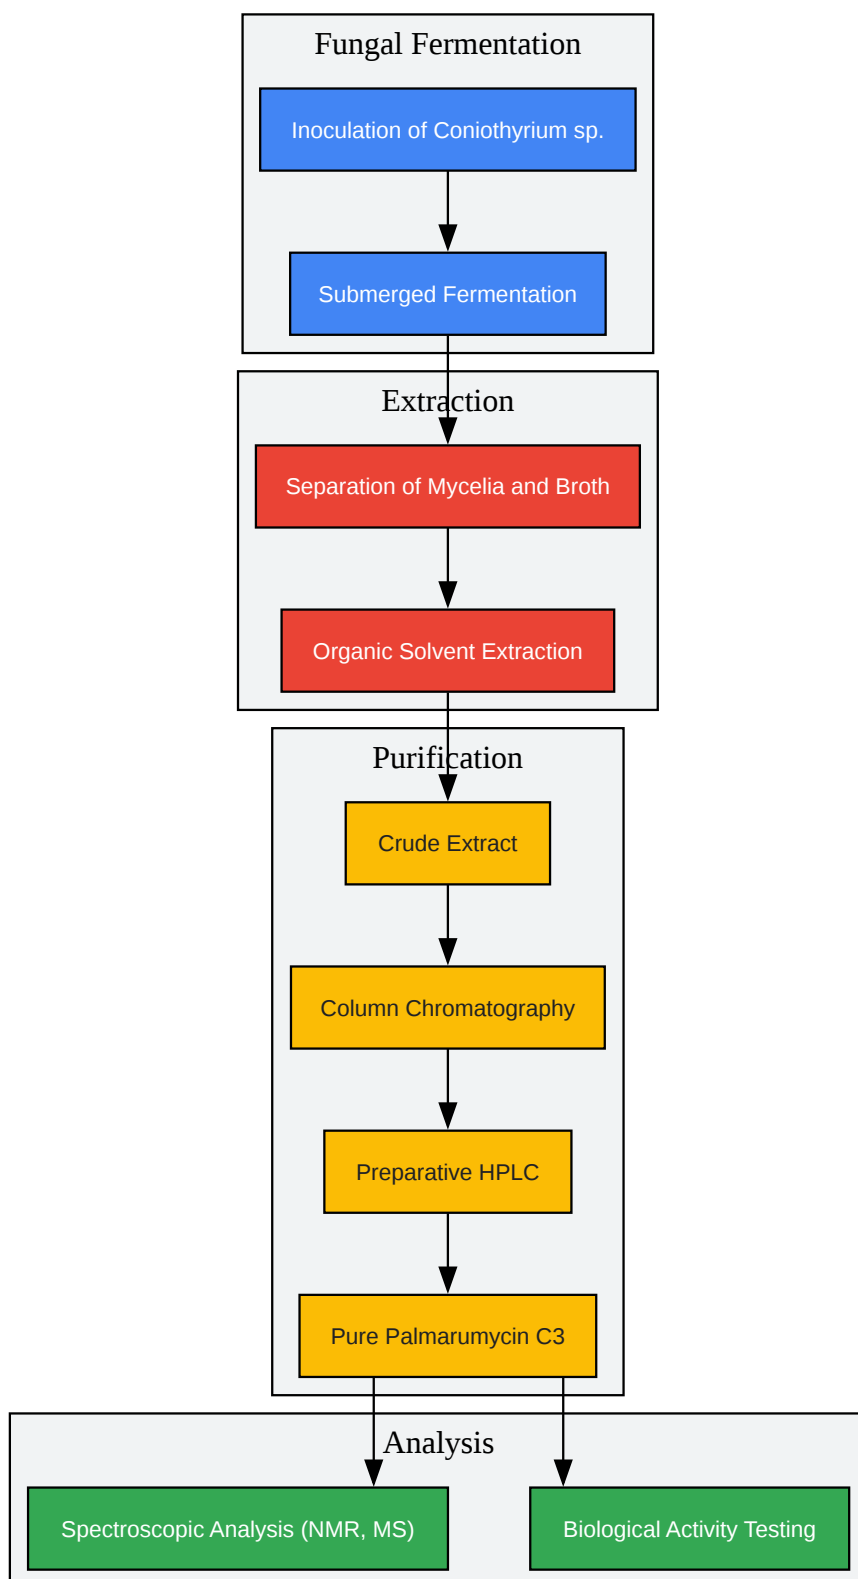 Fungal Fermentation
Inoculation of Coniothyrium sp.
Submerged Fermentation
Extraction
Separation of Mycelia and Broth
Organic Solvent Extraction
Purification
Crude Extract
Column Chromatography
Preparative HPLC
Pure Palmarumycin C3
Analysis
Spectroscopic Analysis (NMR, MS)
Biological Activity Testing